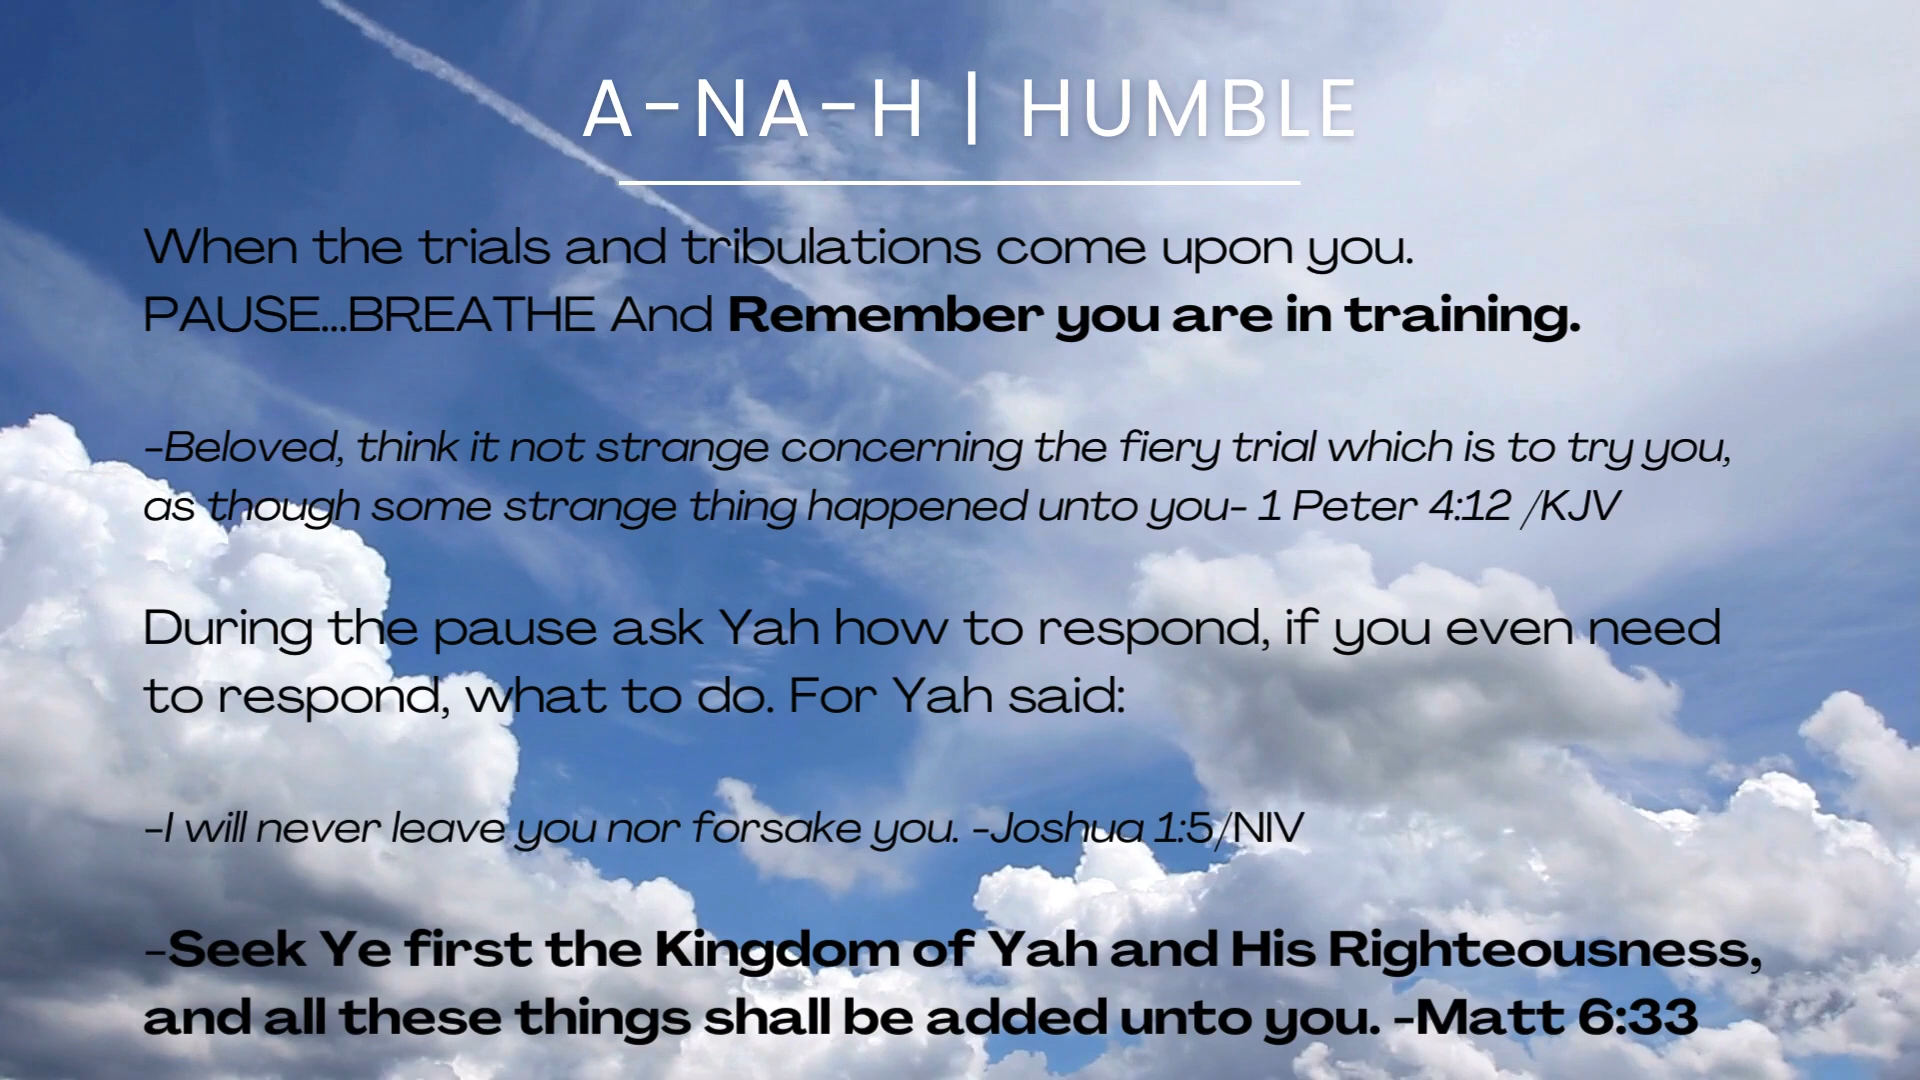 A-NA-H | HUMBLE
When the trials and tribulations come upon you.
PAUSE...BREATHE And Remember you are in training.
-Beloved, think it not strange concerning the fiery trial which is to try you,
as though some strange thing happened unto you- 1 Peter 4:12 /KJV
During the pause ask Yah how to respond, if you even need
to respond, what to do. For Yah said:
-I will never leave you nor forsake you. -Joshua 1:5/NIV
-Seek Ye first the Kingdom of Yah and His Righteousness,
and all these things shall be added unto you. -Matt 6:33